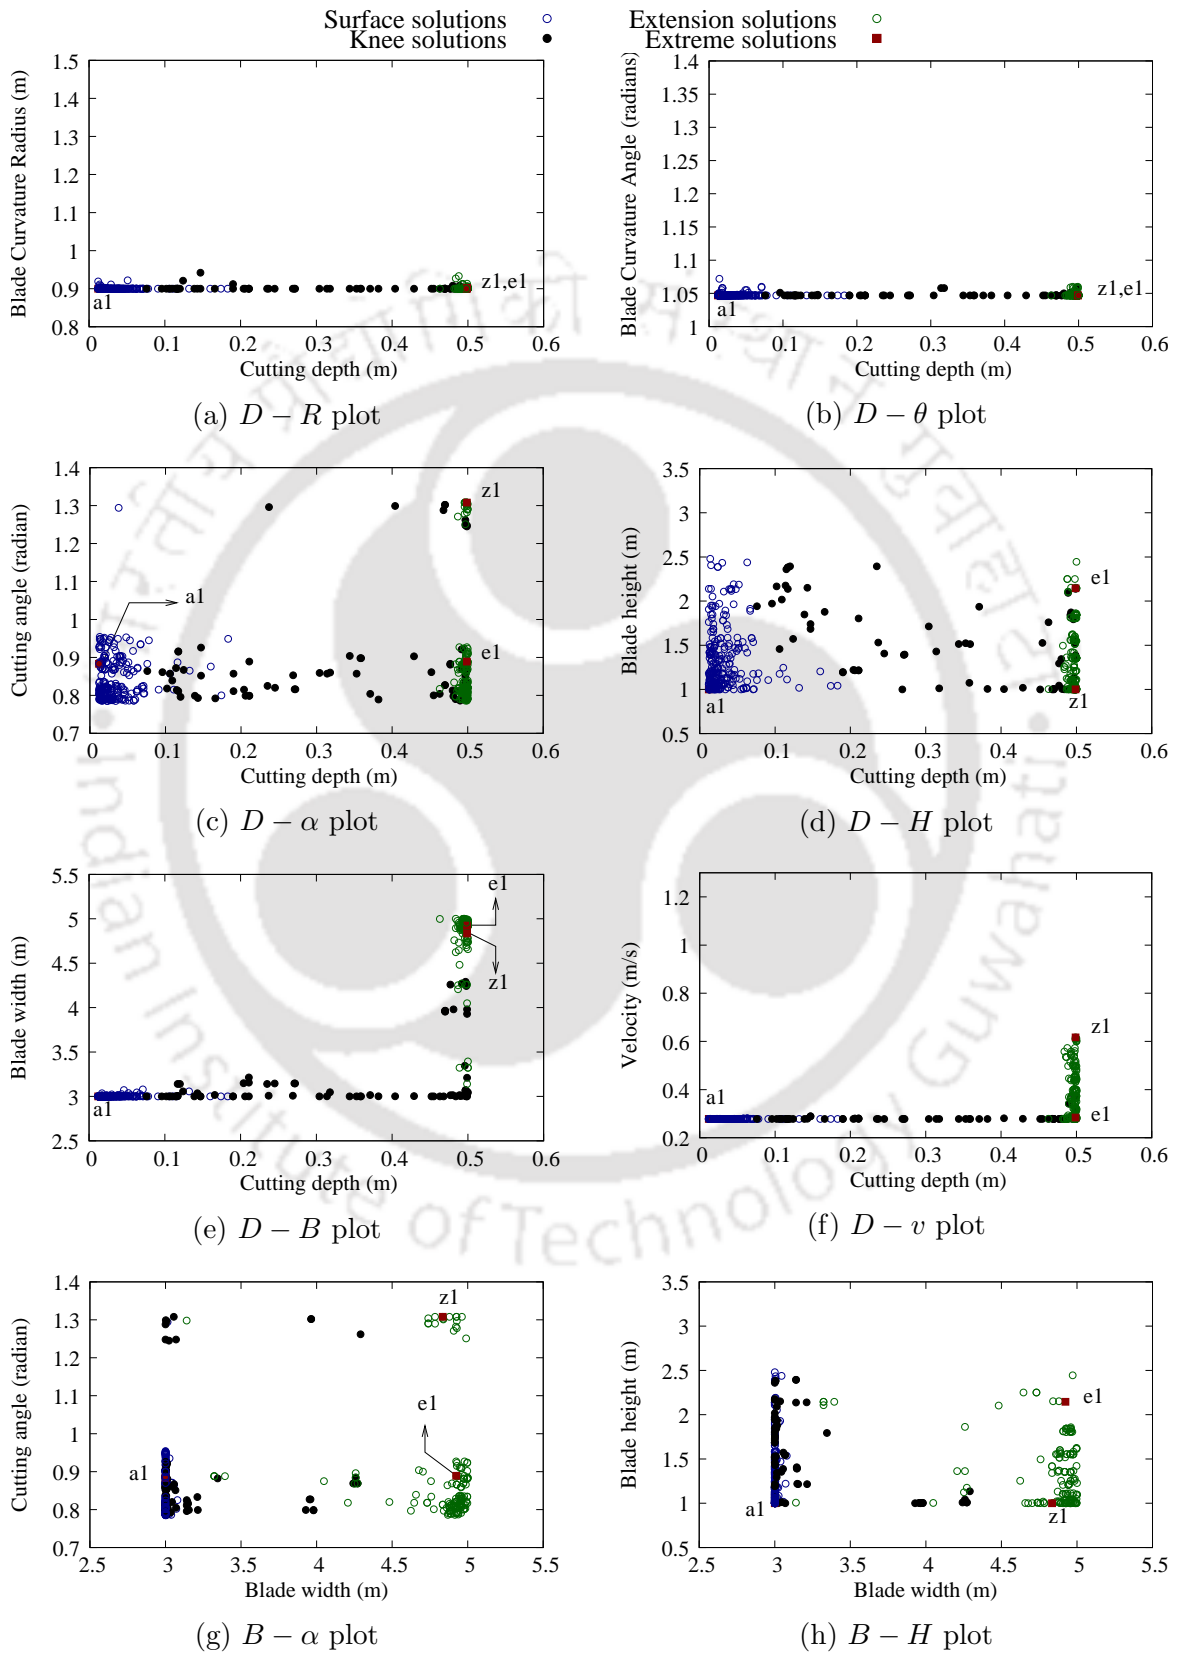 Surface solutions
Knee solutions
Extension solutions
Extreme solutions
Blade Curvature Radius (m)
1.5
1.4
1.3
1.2
1.1
1
0.9
0.8
a1
z1,e1
0 0.1 0.2 0.3 0.4 0.5 0.6
Cutting depth (m)
(a) D − R plot
Blade Curvature Angle (radians)
1.4
1.35
1.3
1.25
1.2
1.15
1.1
1.05
1
a1
z1,e1
0 0.1 0.2 0.3 0.4 0.5 0.6
Cutting depth (m)
(b) D − θ plot
Cutting angle (radian)
1.4
1.3
1.2
1.1
1
0.9
0.8
0.7
z1
a1
e1
0 0.1 0.2 0.3 0.4 0.5 0.6
Cutting depth (m)
(c) D − α plot
Blade height (m)
3.5
3
2.5
2
1.5
1
0.5
e1
a1
z1
0 0.1 0.2 0.3 0.4 0.5 0.6
Cutting depth (m)
(d) D − H plot
Blade width (m)
5.5
5
4.5
4
3.5
3
2.5
e1
z1
a1
0 0.1 0.2 0.3 0.4 0.5 0.6
Cutting depth (m)
(e) D − B plot
Velocity (m/s)
1.2
1
0.8
0.6
0.4
0.2
z1
a1
e1
0 0.1 0.2 0.3 0.4 0.5 0.6
Cutting depth (m)
(f) D − v plot
Cutting angle (radian)
1.4
1.3
1.2
1.1
1
0.9
0.8
0.7
z1
e1
a1
2.5 3 3.5 4 4.5 5 5.5
Blade width (m)
(g) B − α plot
Blade height (m)
3.5
3
2.5
2
1.5
1
0.5
e1
a1
z1
2.5 3 3.5 4 4.5 5 5.5
Blade width (m)
(h) B − H plot
Indian Institute of Technology Guwahati